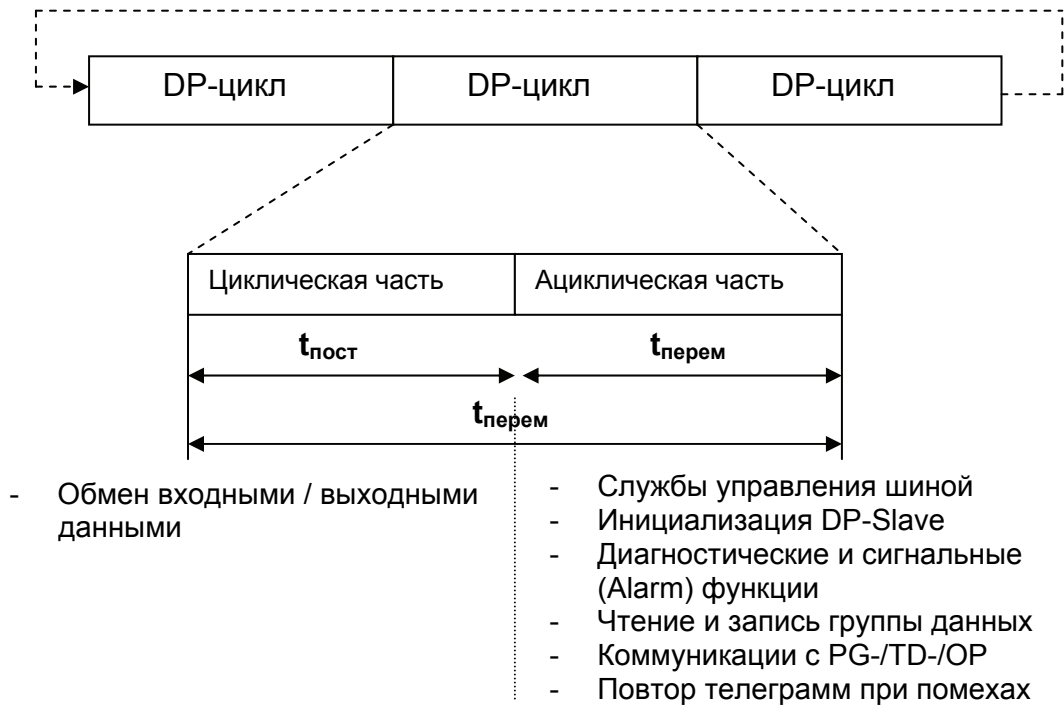 DP-цикл DP-цикл DP-цикл
Циклическая часть Ациклическая часть
tпост tперем
tперем
- Обмен входными / выходными
данными
- Службы управления шиной
- Инициализация DP-Slave
- Диагностические и сигнальные
(Alarm) функции
- Чтение и запись группы данных
- Коммуникации с PG-/TD-/OP
- Повтор телеграмм при помехах